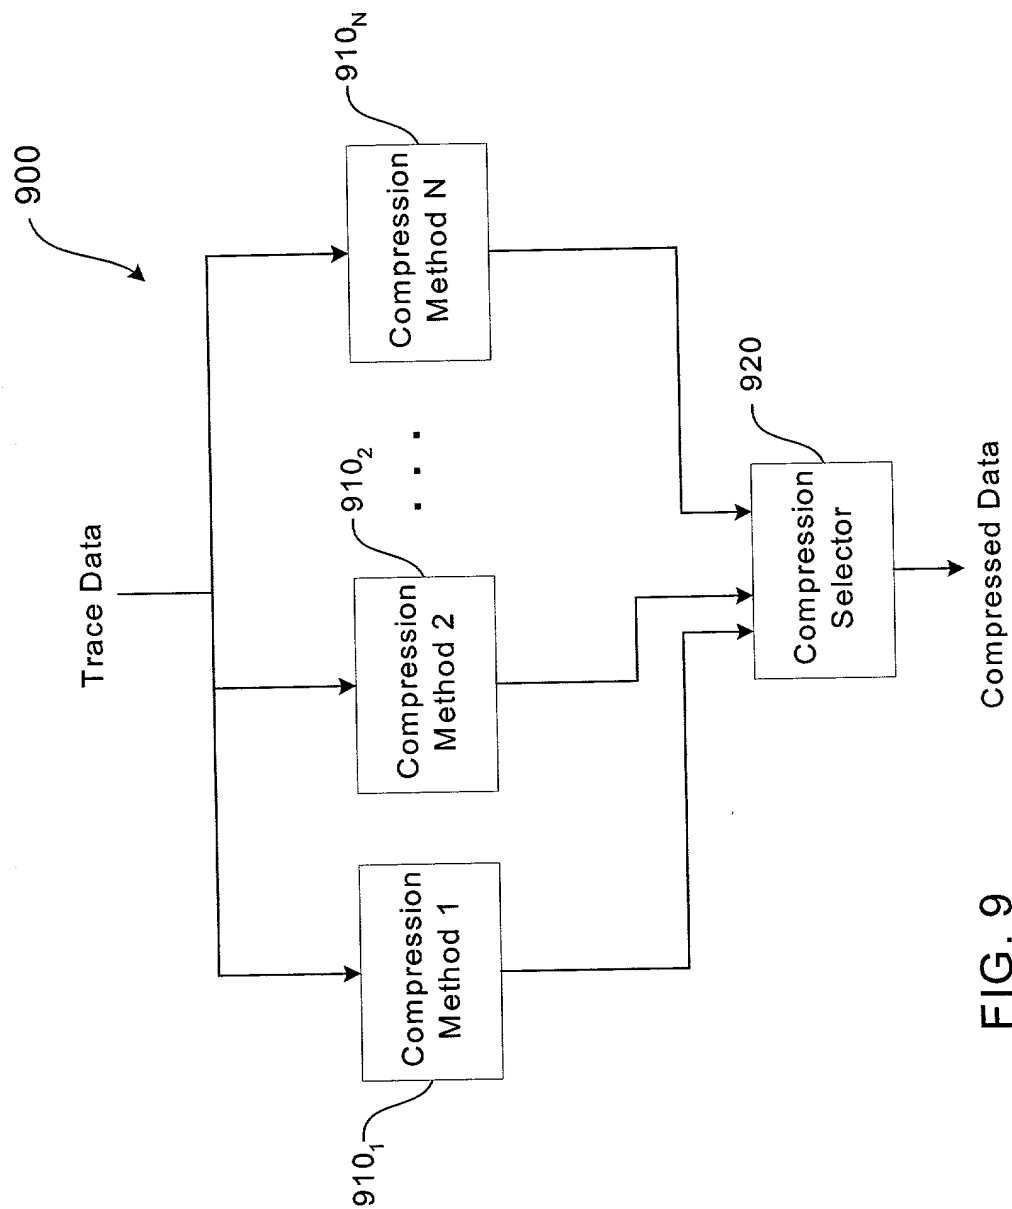 900
Trace Data
910₁
Compression
Method 1
910₂
Compression
Method 2
. . .
910N
Compression
Method N
920
Compression
Selector
Compressed Data
FIG. 9